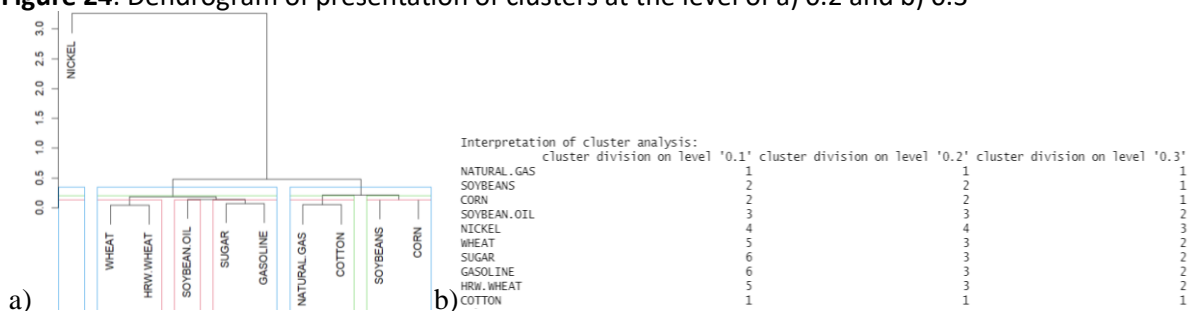 Figure 24: Dendrogram of presentation of clusters at the level of a) 0.2 and b) 0.3
3.0
2.5
2.0
1.5
1.0
0.5
0.0
NICKEL
WHEAT
HRW.WHEAT
SOYBEAN.OIL
SUGAR
GASOLINE
NATURAL.GAS
COTTON
SOYBEANS
CORN
a)
Interpretation of cluster analysis:
cluster division on level '0.1' cluster division on level '0.2' cluster division on level '0.3'
NATURAL.GAS 1 1 1
SOYBEANS 2 2 1
CORN 2 2 1
SOYBEAN.OIL 3 3 2
NICKEL 4 4 3
WHEAT 5 3 2
SUGAR 6 3 2
GASOLINE 6 3 2
HRW.WHEAT 5 3 2
b) COTTON 1 1 1